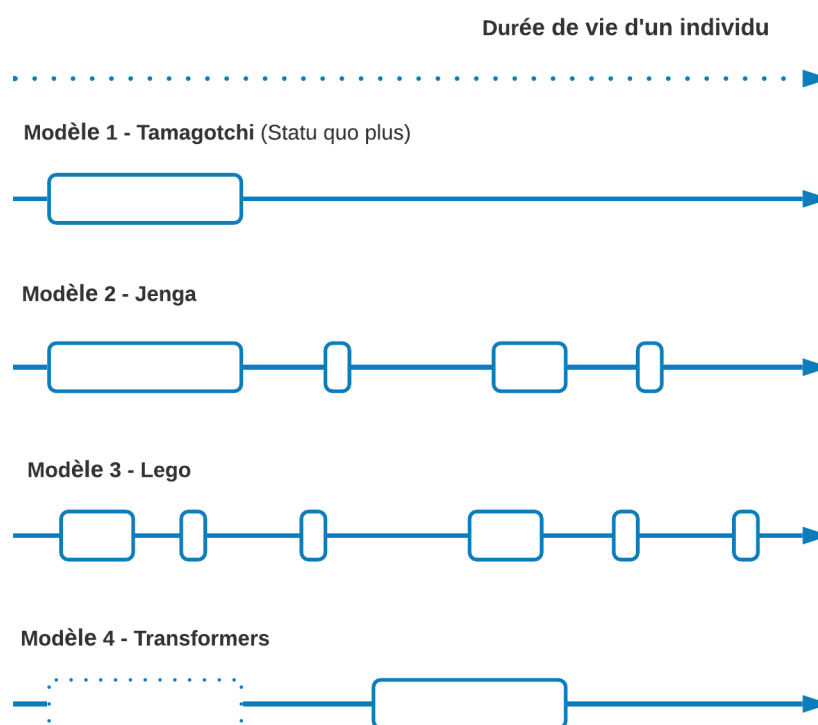 Durée de vie d'un individu
Modèle 1 - Tamagotchi (Statu quo plus)
Modèle 2 - Jenga
Modèle 3 - Lego
Modèle 4 - Transformers